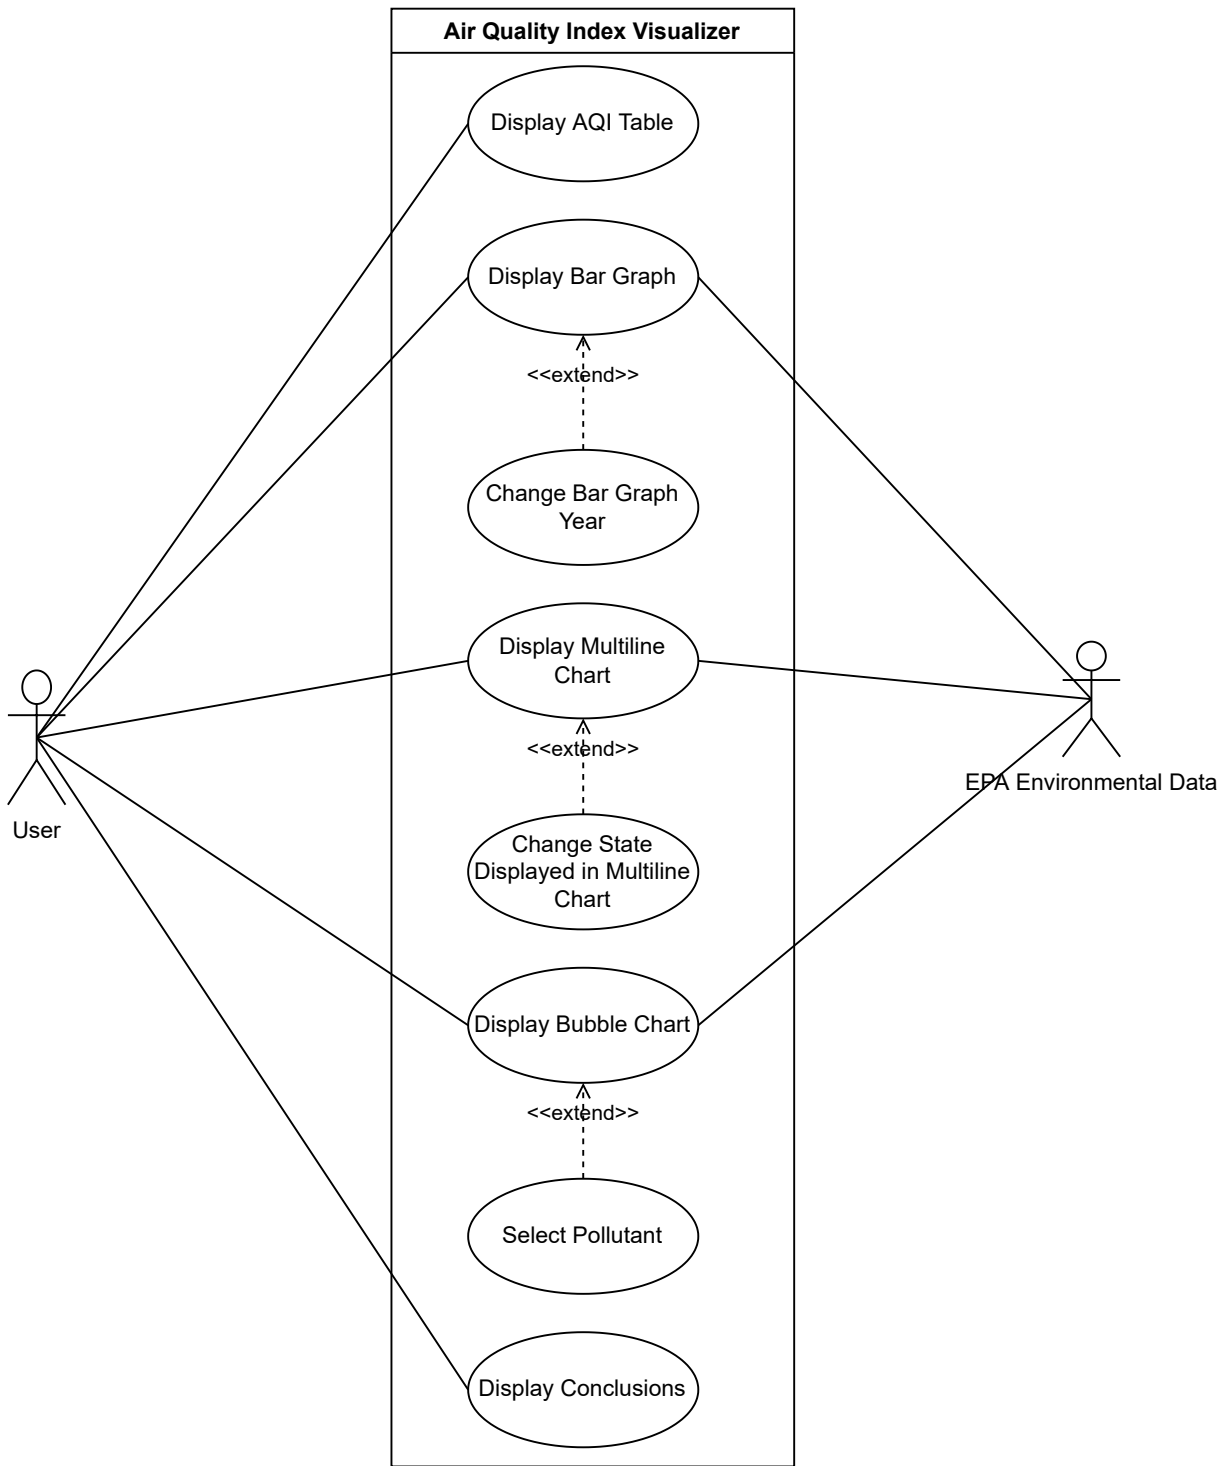 Air Quality Index Visualizer
Display AQI Table
Display Bar Graph
<<extend>>
Change Bar Graph
Year
Display Multiline
Chart
<<extend>>
User
EPA Environmental Data
Change State
Displayed in Multiline
Chart
Display Bubble Chart
<<extend>>
Select Pollutant
Display Conclusions